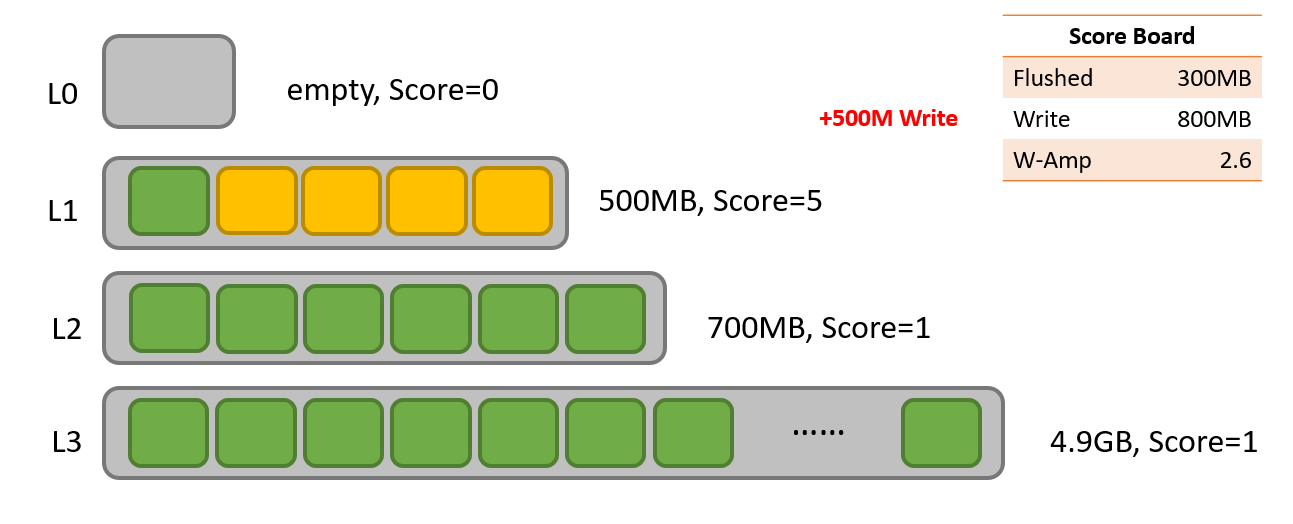 Score Board
L0
empty, Score=0
Flushed 300MB
+500M Write
Write 800MB
W-Amp 2.6
L1
500MB, Score=5
L2
700MB, Score=1
L3
......
4.9GB, Score=1